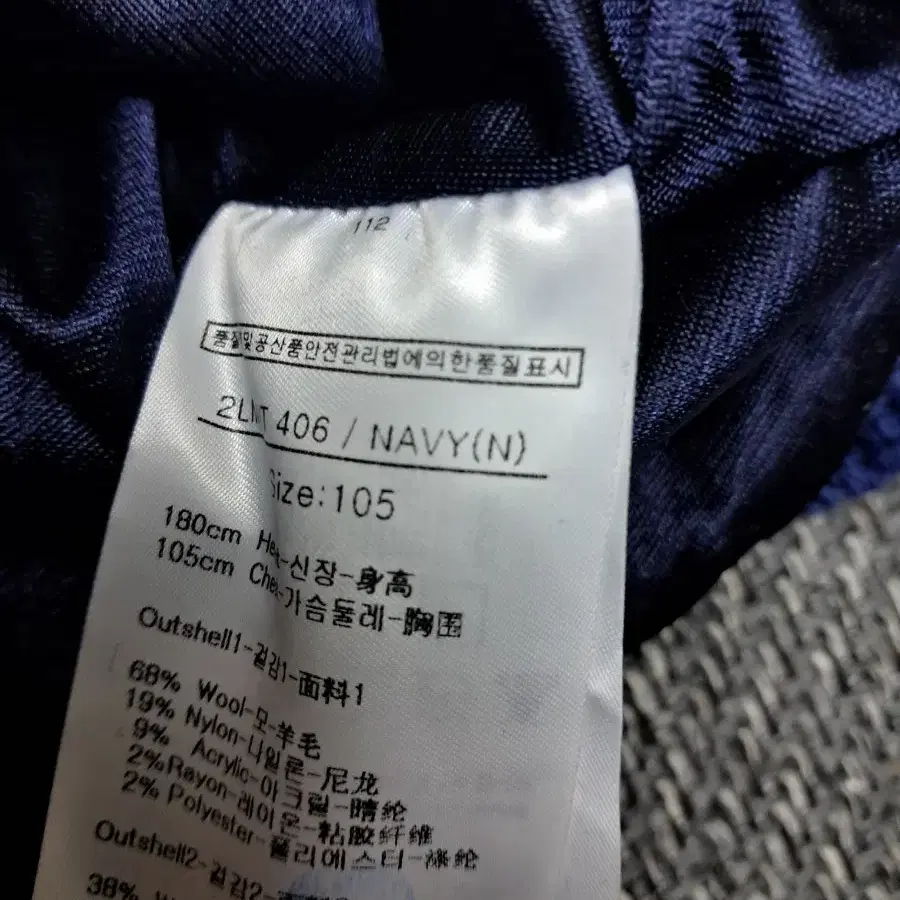 112
품질및공산품안전관리법에의한품질표시
406 / NAVY(N)
Size:105
180cm 신장-身高
105cm 가슴둘레-胸围
Outshell1-겉감1-面料1
68% Wool-모-羊毛
19% Nylon-나일론-尼龙
9% Acrylic-아크릴-晴纶
2% Rayon-레이온-粘胶纤维
2% Polyester-폴리에스터-涤纶
Outshell2-겉감2-
38%